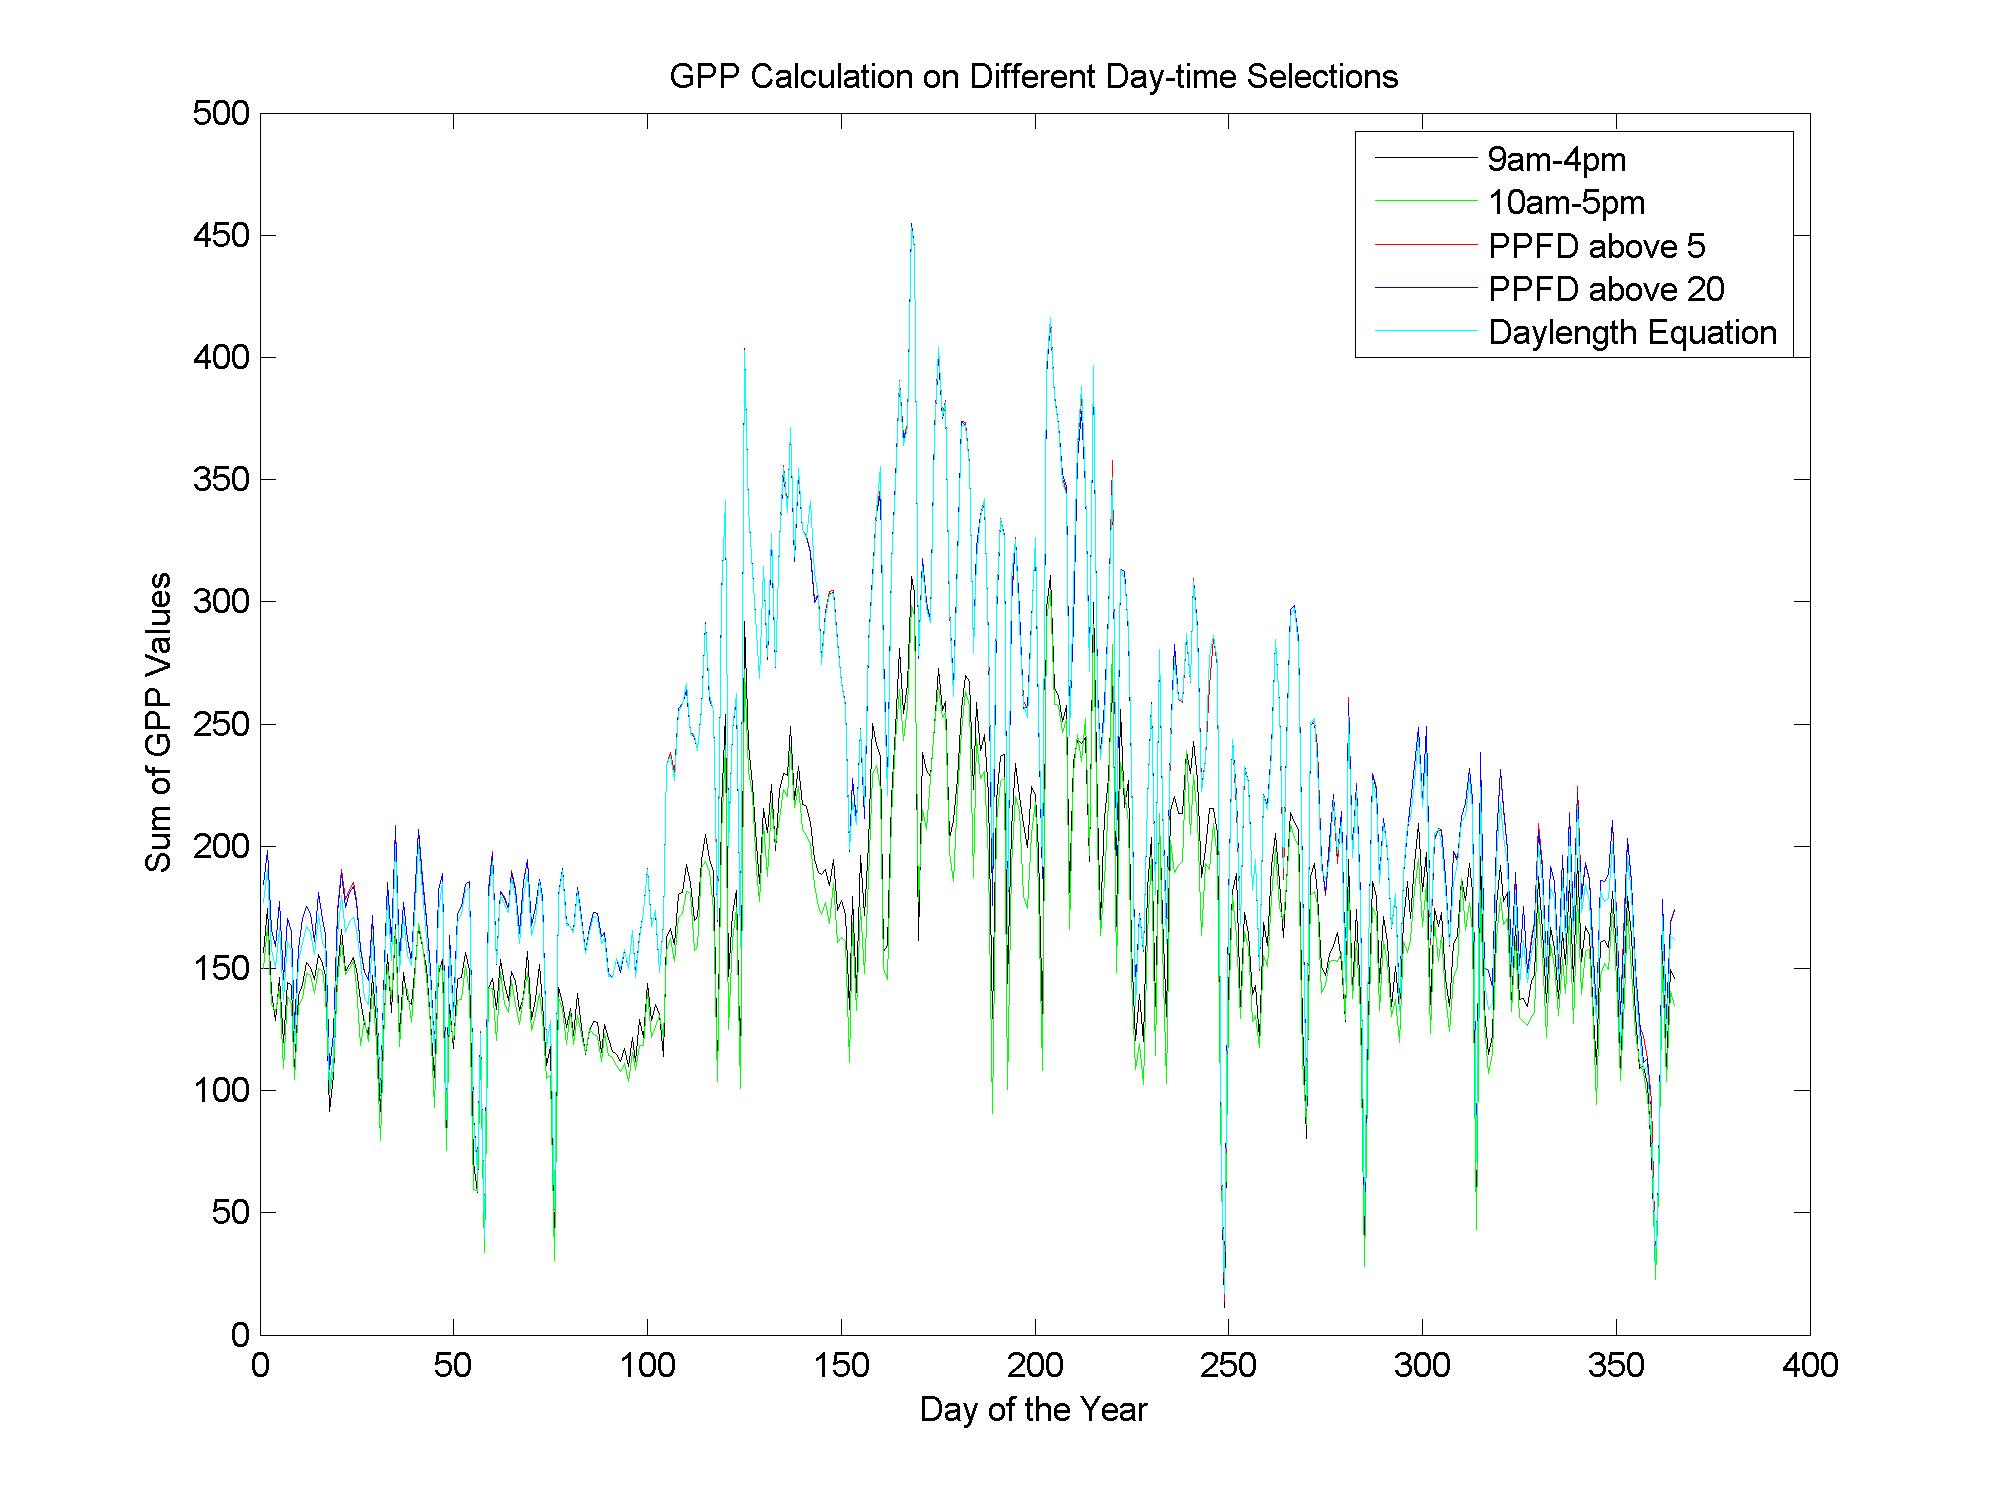 GPP Calculation on Different Day-time Selections
500
450
400
350
300
250
200
150
100
50
0
Sum of GPP Values
9am-4pm
10am-5pm
PPFD above 5
PPFD above 20
Daylength Equation
0 50 100 150 200 250 300 350 400
Day of the Year